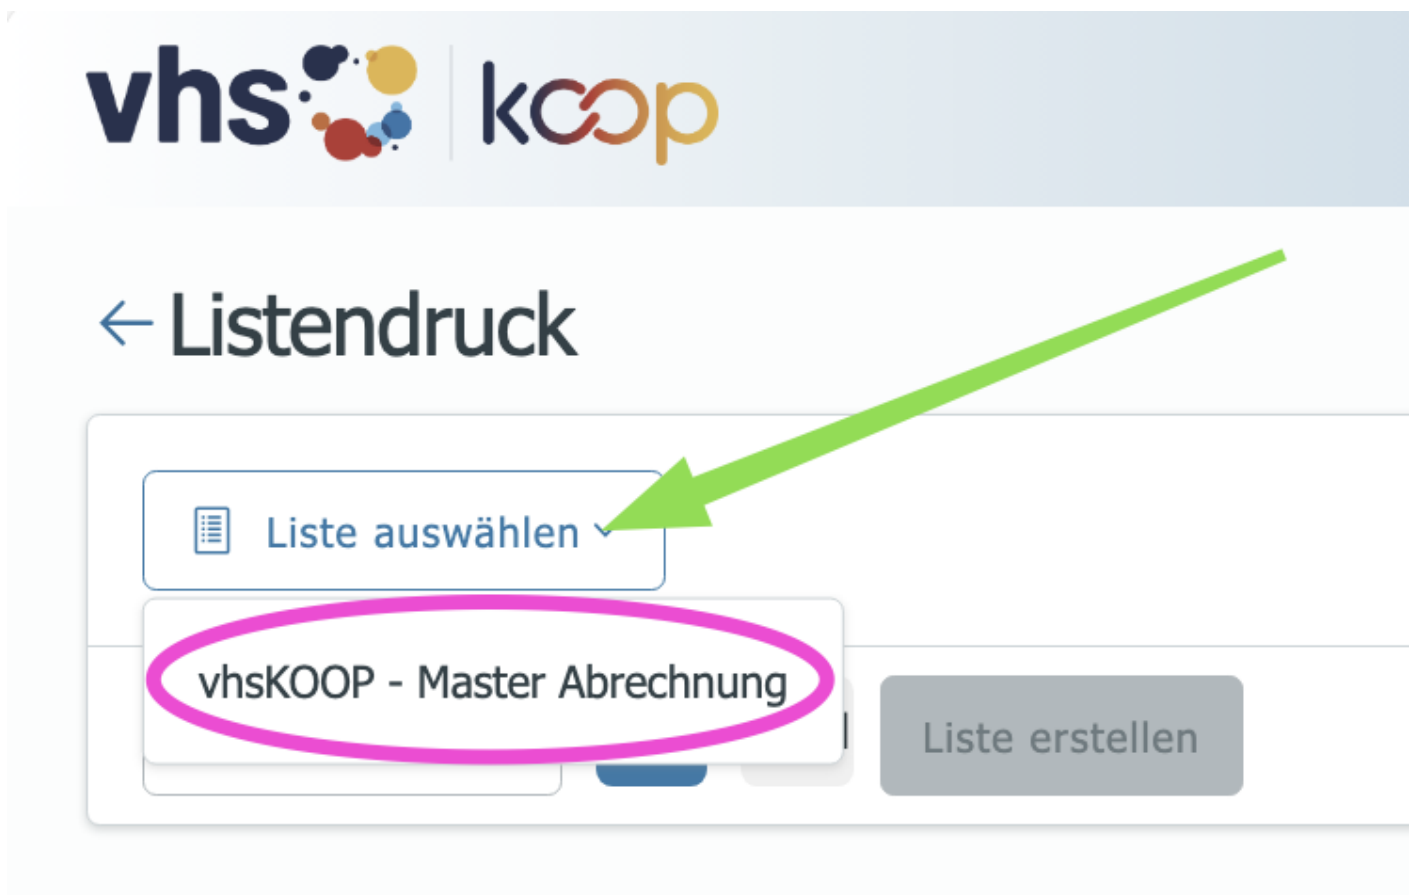 vhs koop
Listendruck
Liste auswählen
vhsKOOP - Master Abrechnung
Liste erstellen